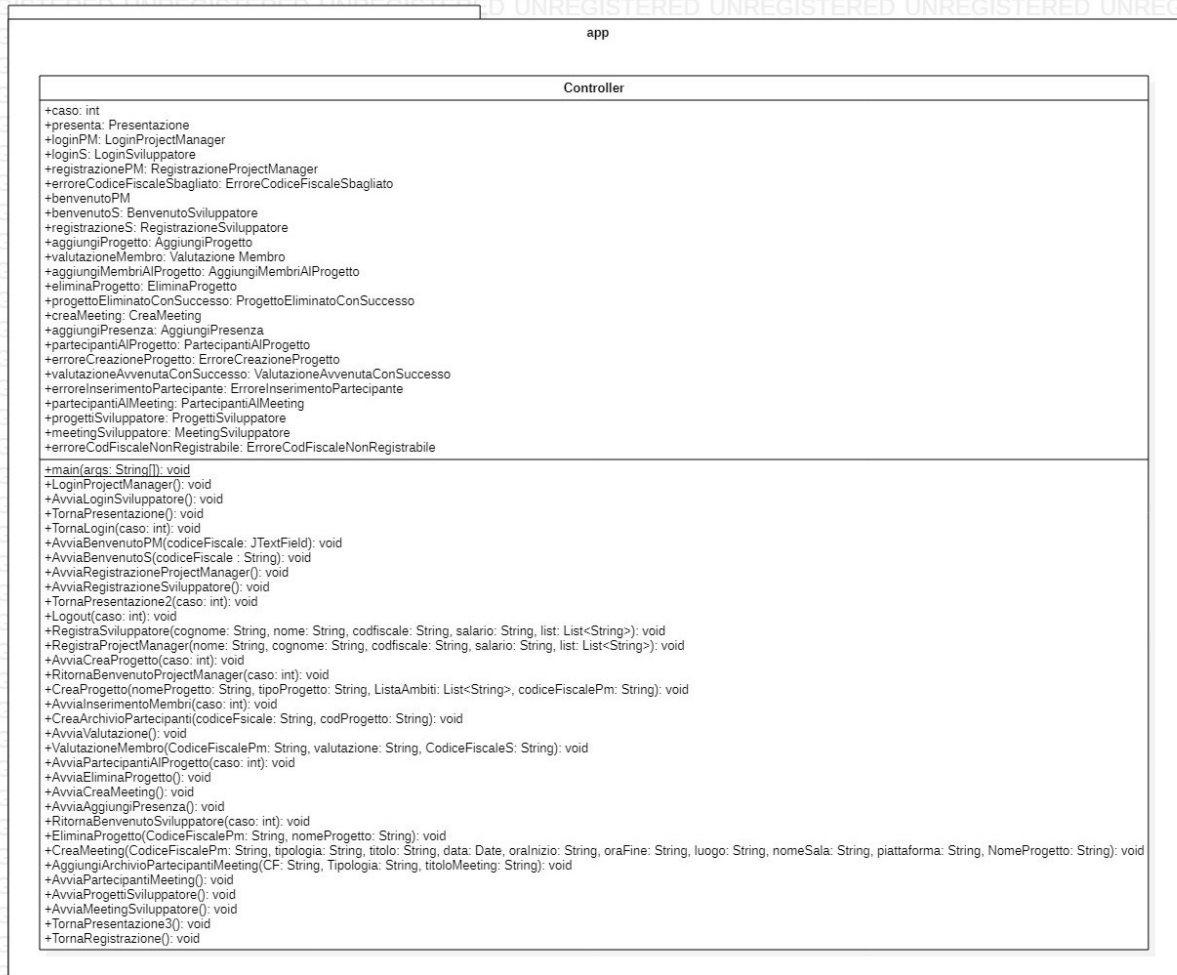 UNREGISTERED UNREGISTERED UNREG
app
Controller
+caso: int
+presenta: Presentazione
+loginPM: LoginProjectManager
+loginS: LoginSviluppatore
+registrazionePM: RegistrazioneProjectManager
+erroreCodiceFiscaleSbagliato: ErroreCodiceFiscaleSbagliato
+benvenutoPM
+benvenutoS: BenvenutoSviluppatore
+registrazioneS: RegistrazioneSviluppatore
+aggiungiProgetto: AggiungiProgetto
+valutazioneMembro: Valutazione Membro
+aggiungiMembriAlProgetto: AggiungiMembriAlProgetto
+eliminaProgetto: EliminaProgetto
+progettoEliminatoConSuccesso: ProgettoEliminatoConSuccesso
+creaMeeting: CreaMeeting
+aggiungiPresenza: AggiungiPresenza
+partecipantiAlProgetto: PartecipantiAlProgetto
+erroreCreazioneProgetto: ErroreCreazioneProgetto
+valutazioneAvvenutaConSuccesso: ValutazioneAvvenutaConSuccesso
+erroreInserimentoPartecipante: ErroreInserimentoPartecipante
+partecipantiAlMeeting: PartecipantiAlMeeting
+progettiSviluppatore: ProgettiSviluppatore
+meetingSviluppatore: MeetingSviluppatore
+erroreCodFiscaleNonRegistrabile: ErroreCodFiscaleNonRegistrabile
+main(args: String[]): void
+LoginProjectManager(): void
+AvviaLoginSviluppatore(): void
+TornaPresentazione(): void
+TornaLogin(caso: int): void
+AvviaBenvenutoPM(codiceFiscale: JTextField): void
+AvviaBenvenutoS(codiceFiscale : String): void
+AvviaRegistrazioneProjectManager(): void
+AvviaRegistrazioneSviluppatore(): void
+TornaPresentazione2(caso: int): void
+Logout(caso: int): void
+RegistraSviluppatore(cognome: String, nome: String, codfiscale: String, salario: String, list: List<String>): void
+RegistraProjectManager(nome: String, cognome: String, codfiscale: String, salario: String, list: List<String>): void
+AvviaCreaProgetto(caso: int): void
+RitornaBenvenutoProjectManager(caso: int): void
+CreaProgetto(nomeProgetto: String, tipoProgetto: String, ListaAmbiti: List<String>, codiceFiscalePm: String): void
+AvviaInserimentoMembri(caso: int): void
+CreaArchivioPartecipanti(codiceFsicale: String, codProgetto: String): void
+AvviaValutazione(): void
+ValutazioneMembro(CodiceFiscalePm: String, valutazione: String, CodiceFiscaleS: String): void
+AvviaPartecipantiAlProgetto(caso: int): void
+AvviaEliminaProgetto(): void
+AvviaCreaMeeting(): void
+AvviaAggiungiPresenza(): void
+RitornaBenvenutoSviluppatore(caso: int): void
+EliminaProgetto(CodiceFiscalePm: String, nomeProgetto: String): void
+CreaMeeting(CodiceFiscalePm: String, tipologia: String, titolo: String, data: Date, oraInizio: String, oraFine: String, luogo: String, nomeSala: String, piattaforma: String, NomeProgetto: String): void
+AggiungiArchivioPartecipantiMeeting(CF: String, Tipologia: String, titoloMeeting: String): void
+AvviaPartecipantiMeeting(): void
+AvviaProgettiSviluppatore(): void
+AvviaMeetingSviluppatore(): void
+TornaPresentazione3(): void
+TornaRegistrazione(): void